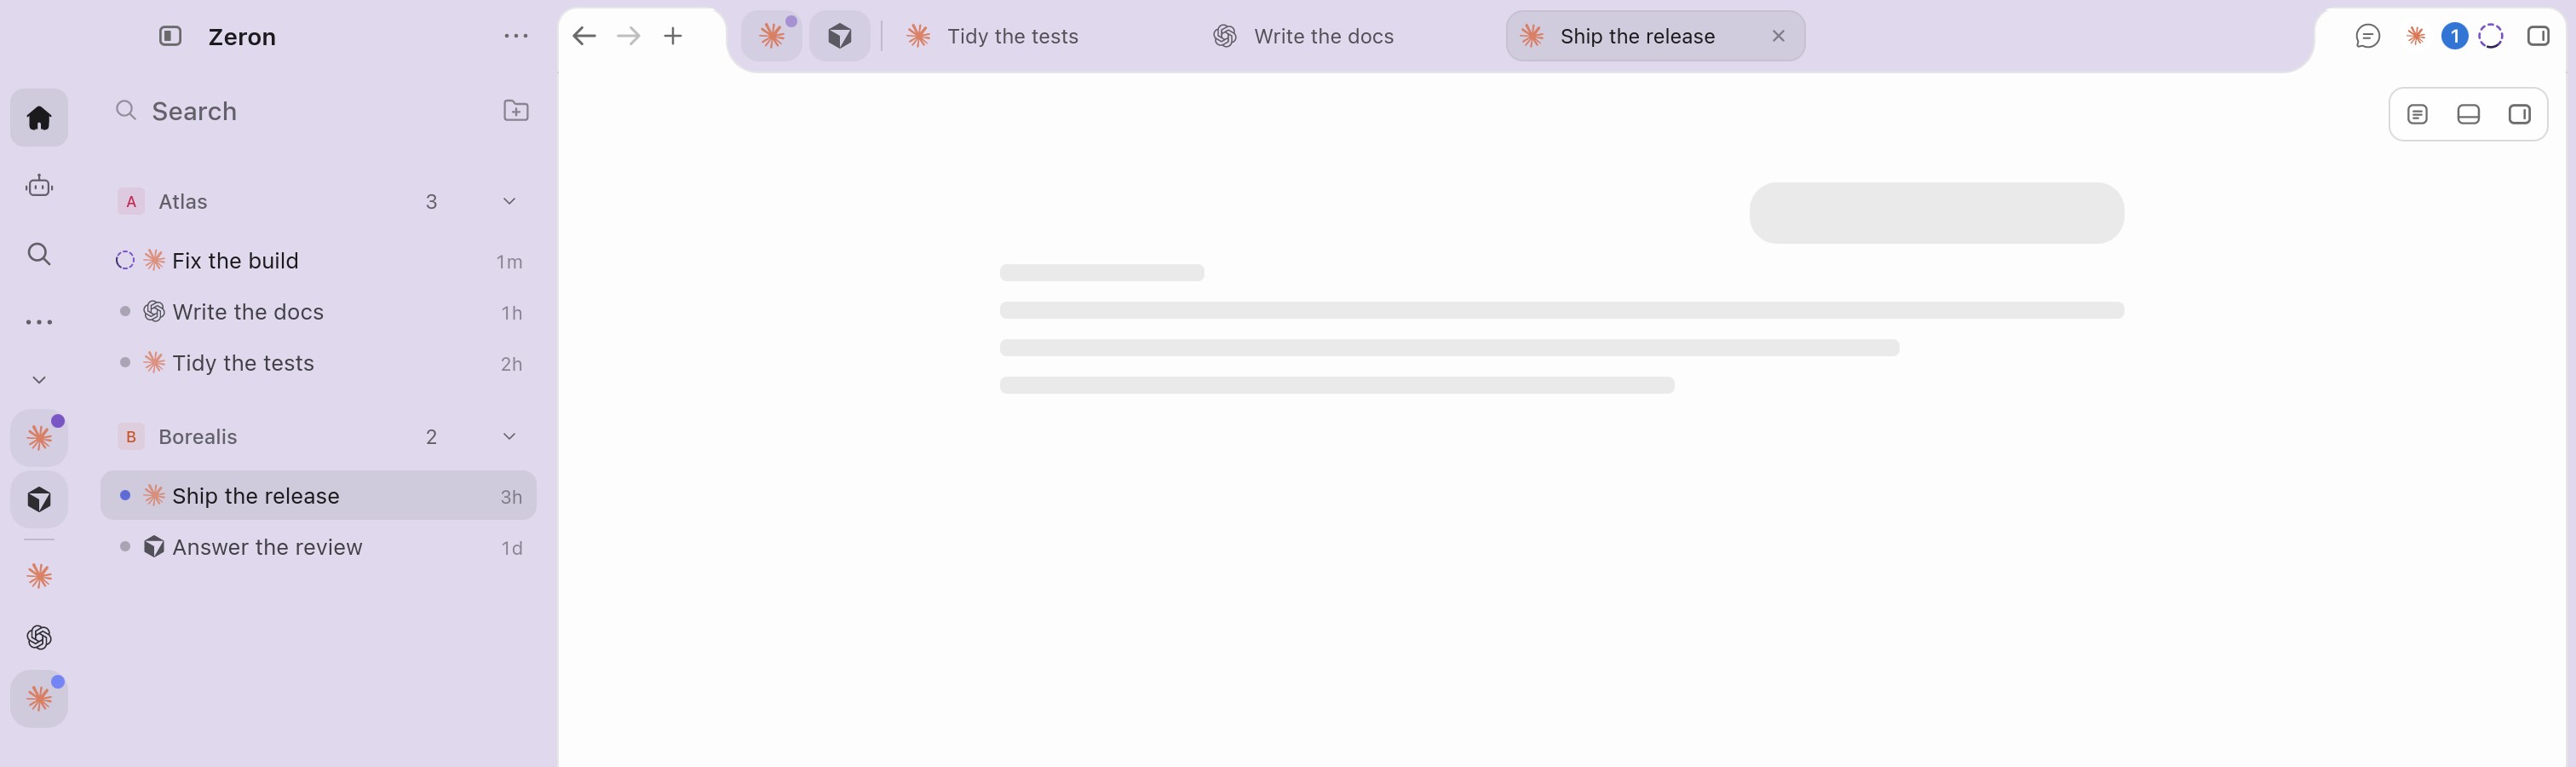 Zeron
Tidy the tests
Write the docs
Ship the release
1
Search
A Atlas 3
Fix the build 1m
Write the docs 1h
Tidy the tests 2h
B Borealis 2
Ship the release 3h
Answer the review 1d